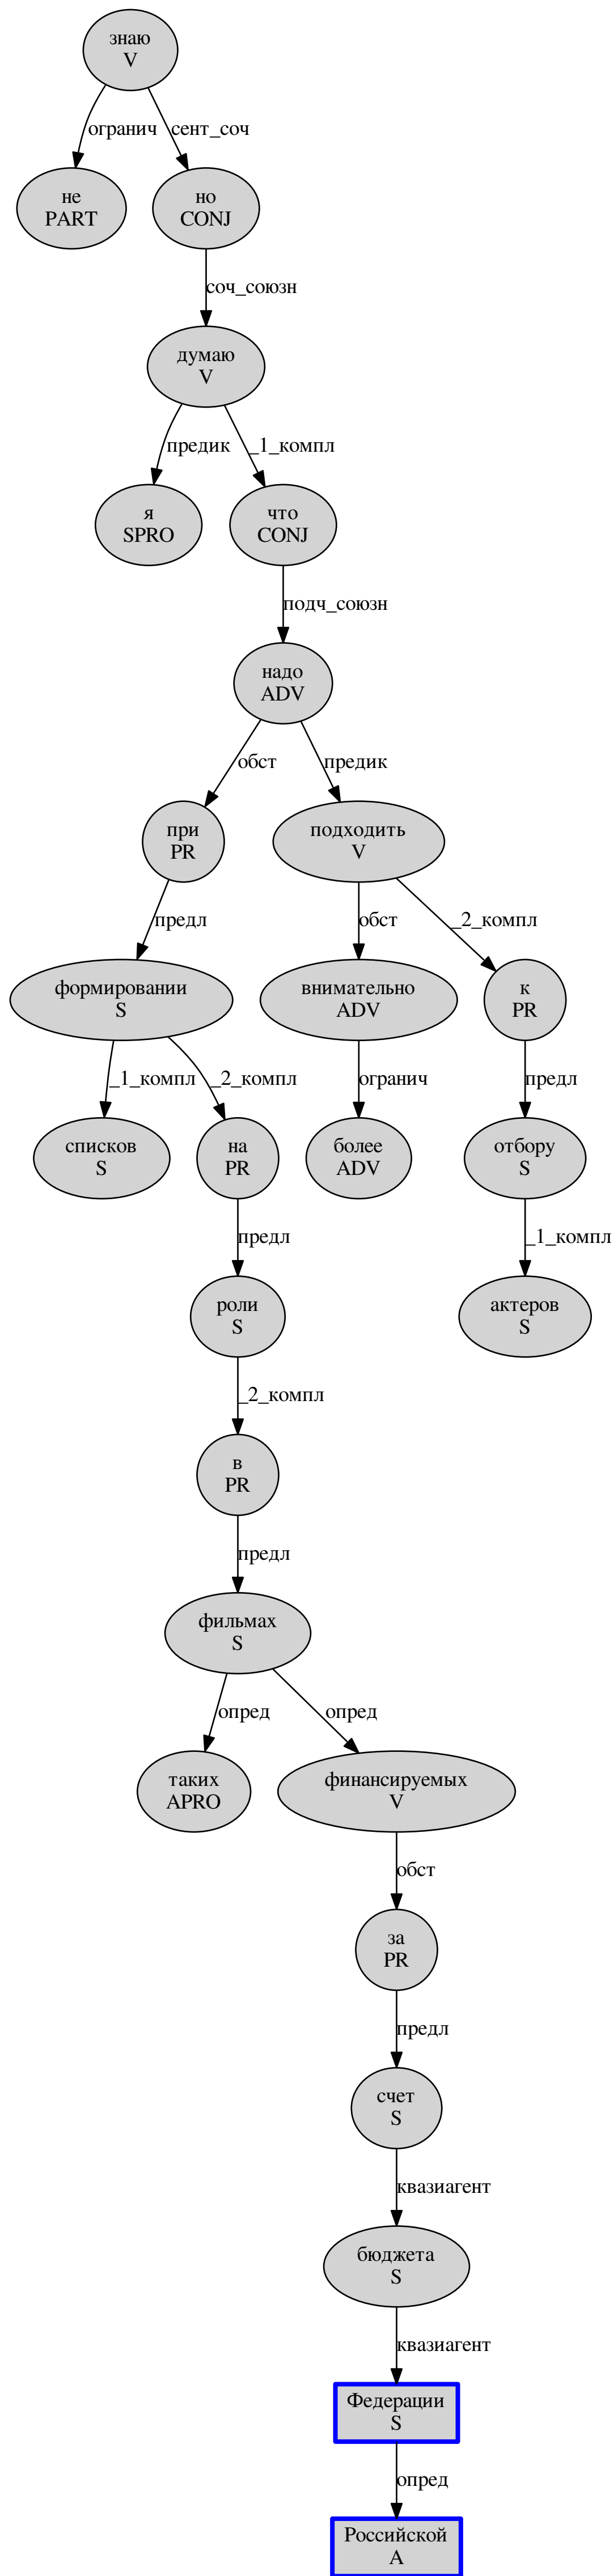 знаю
V
огранич
сент_соч
не
PART
но
CONJ
соч_союзн
думаю
V
предик
_1_компл
я
SPRO
что
CONJ
подч_союзн
надо
ADV
обст
предик
при
PR
подходить
V
предл
обст
_2_компл
формировании
S
внимательно
ADV
к
PR
_1_компл
_2_компл
огранич
предл
списков
S
на
PR
более
ADV
отбору
S
предл
_1_компл
роли
S
актеров
S
_2_компл
в
PR
предл
фильмах
S
опред
опред
таких
APRO
финансируемых
V
обст
за
PR
предл
счет
S
квазиагент
бюджета
S
квазиагент
Федерации
S
опред
Российской
A